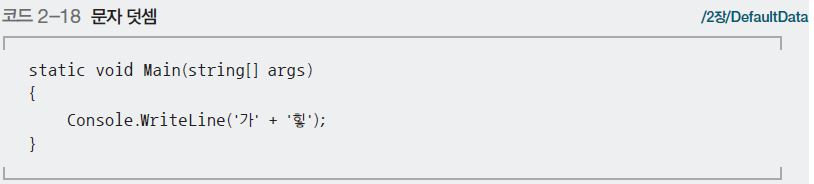 코드 2-18 문자 덧셈 /2장/DefaultData
static void Main(string[] args)
{
Console.WriteLine('가' + '힣');
}